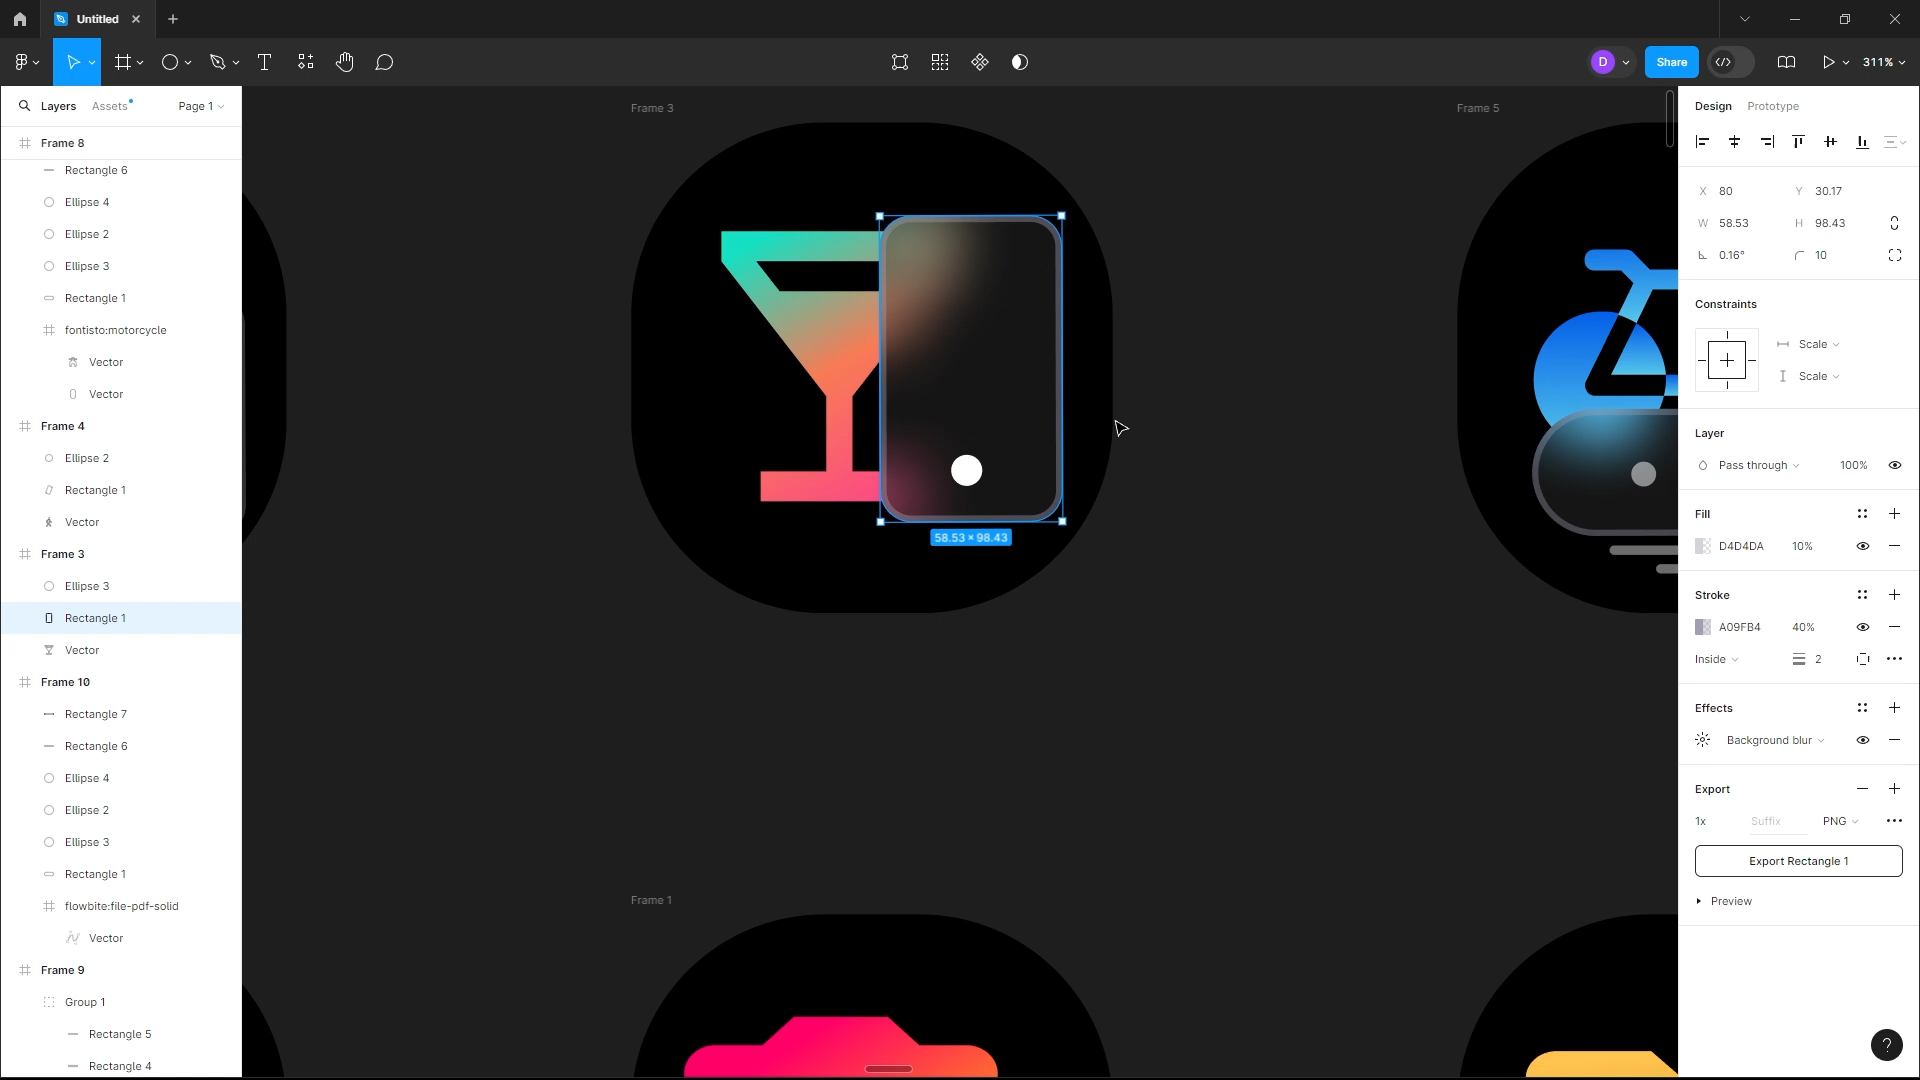 Untitled
D
Share
311%
Layers
Assets
Page 1
Frame 8
Rectangle 6
Ellipse 4
Ellipse 2
Ellipse 3
Rectangle 1
fontisto:motorcycle
Vector
Vector
Frame 4
Ellipse 2
Rectangle 1
Vector
Frame 3
Ellipse 3
Rectangle 1
Vector
Frame 10
Rectangle 7
Rectangle 6
Ellipse 4
Ellipse 2
Ellipse 3
Rectangle 1
flowbite:file-pdf-solid
Vector
Frame 9
Group 1
Rectangle 5
Rectangle 4
Frame 3
Frame 5
58.53 × 98.43
Frame 1
Design
Prototype
X 80
Y 30.17
W 58.53
H 98.43
0.16°
10
Constraints
Scale
Scale
Layer
Pass through
100%
Fill
D4D4DA
10%
Stroke
A09FB4
40%
Inside
2
Effects
Background blur
Export
1x
Suffix
PNG
Export Rectangle 1
Preview
?